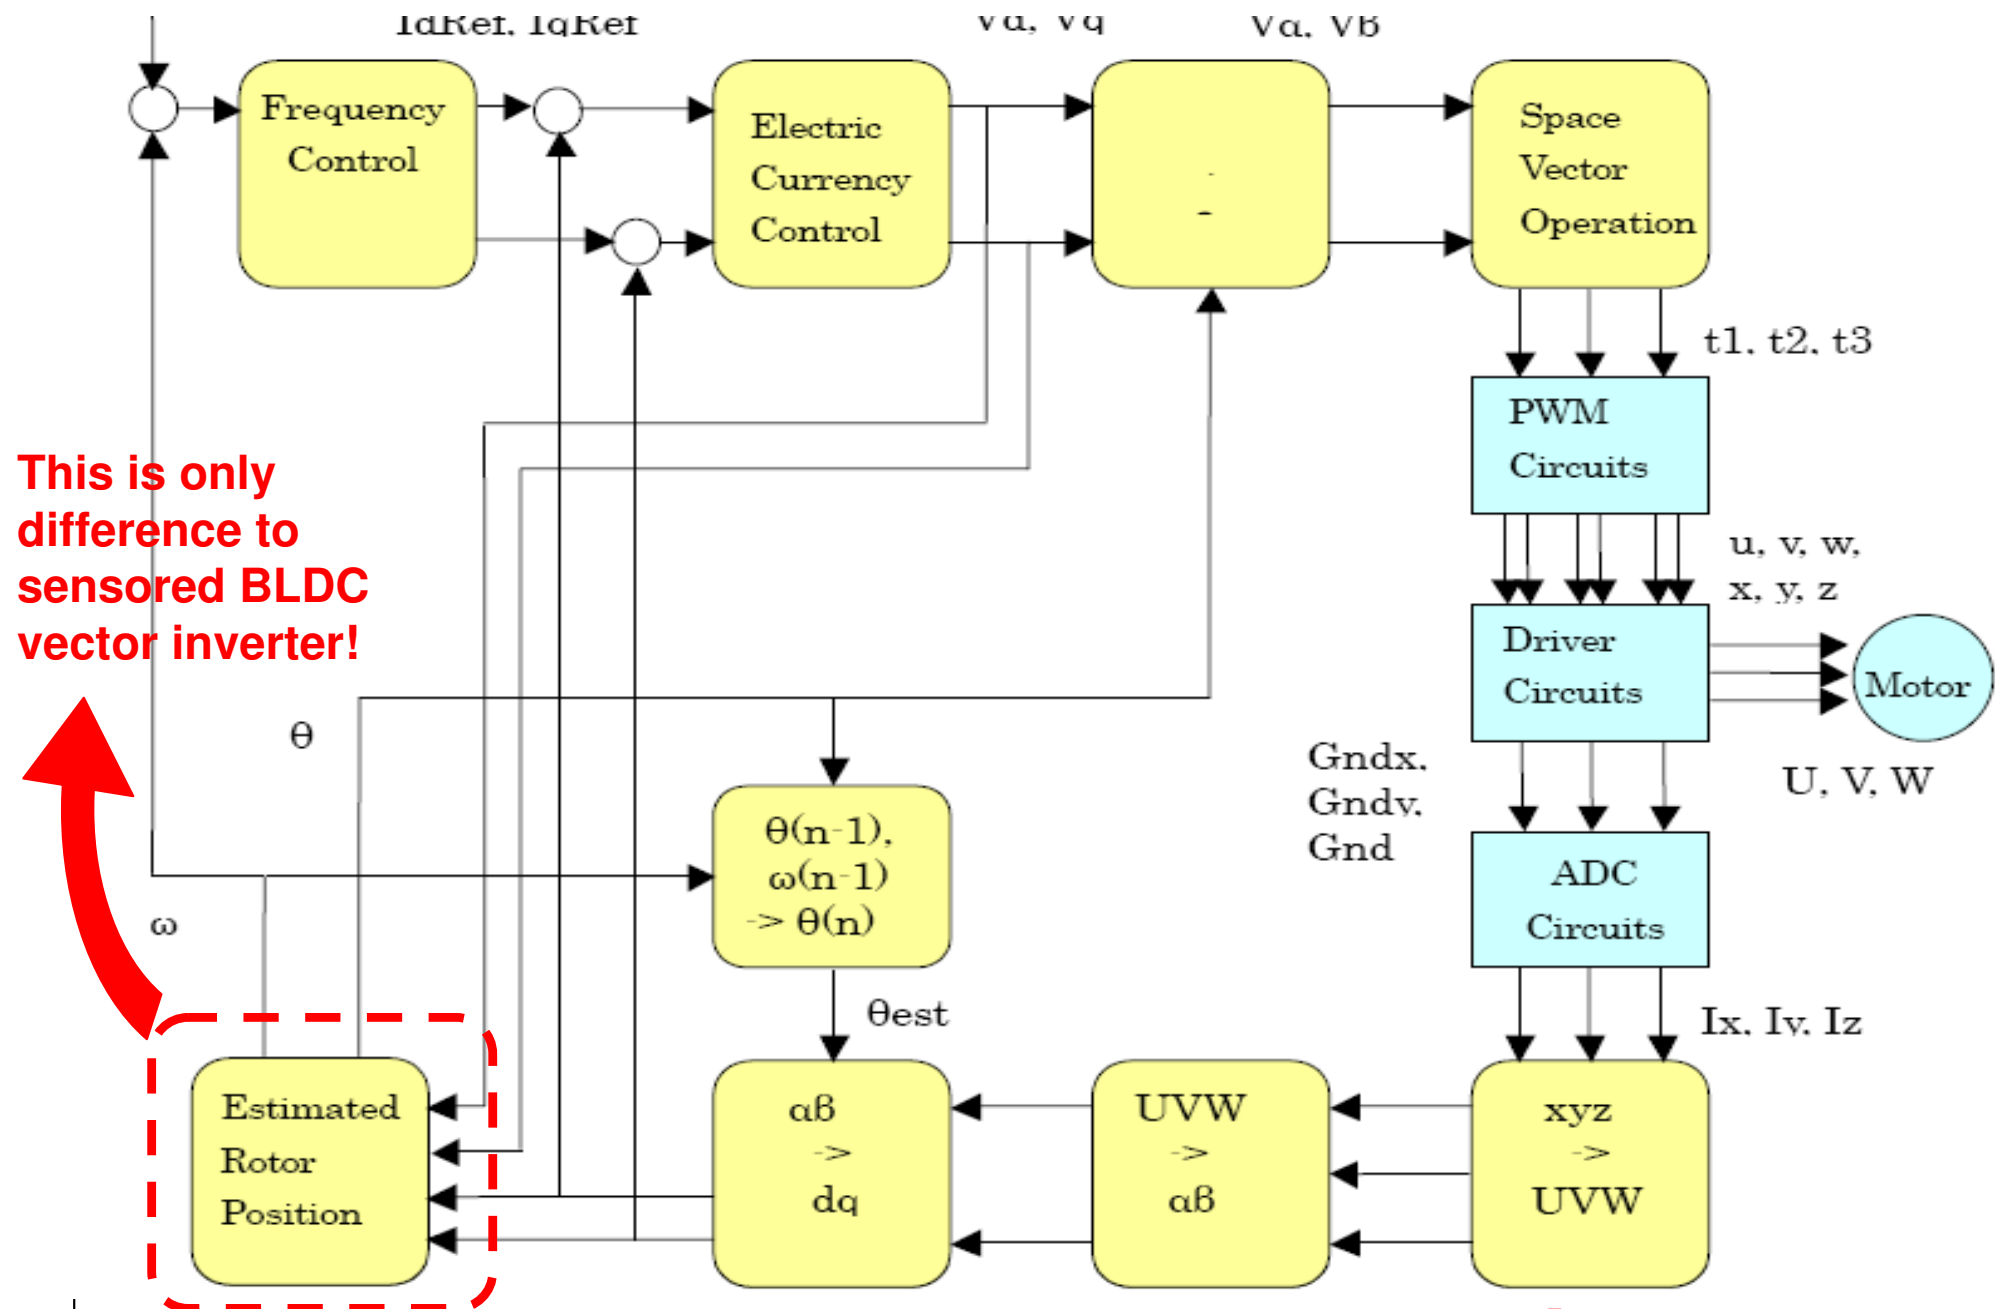 IdRef, IqRef
Vd, Vq
Vα, Vβ
Frequency
Control
Electric
Currency
Control
Space
Vector
Operation
t1, t2, t3
PWM
Circuits
u, v, w,
x, y, z
Driver
Circuits
Motor
U, V, W
Gndx,
Gndy,
Gnd
ADC
Circuits
Ix, Iy, Iz
This is only
difference to
sensored BLDC
vector inverter!
θ
θ(n-1),
ω(n-1)
-> θ(n)
ω
θest
Estimated
Rotor
Position
αβ
->
dq
UVW
->
αβ
xyz
->
UVW